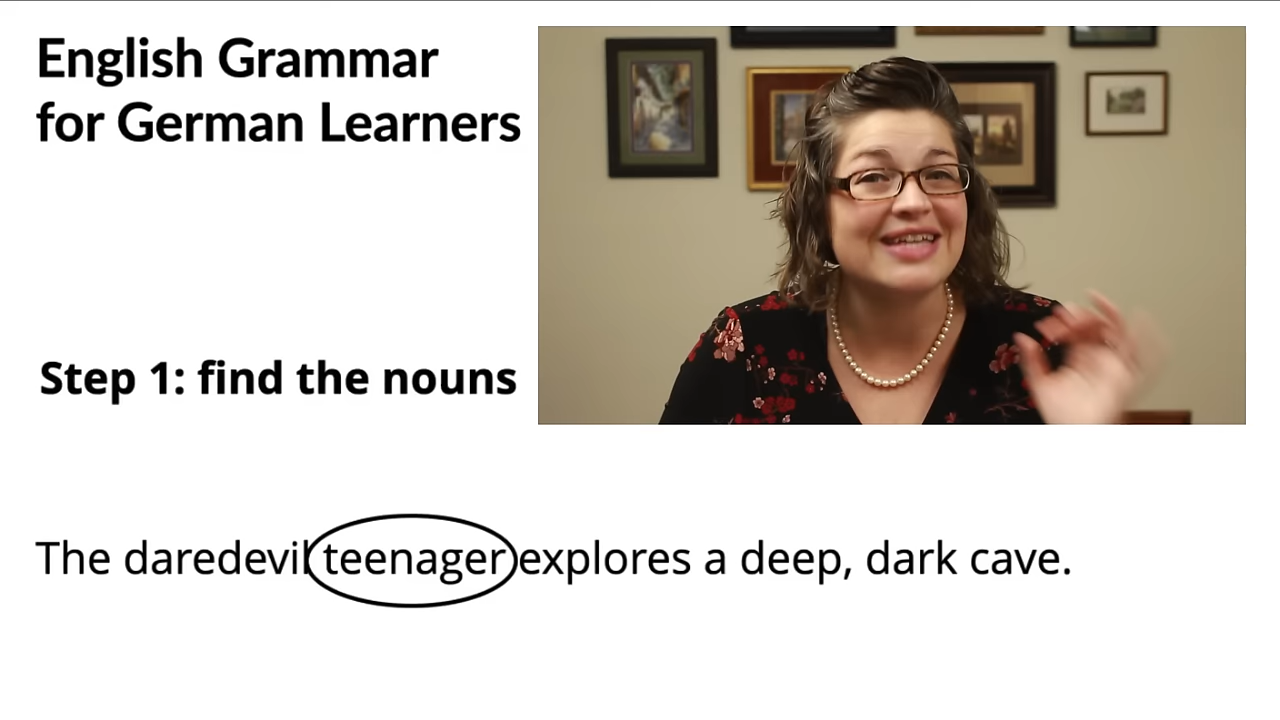 English Grammar
for German Learners
Step 1: find the nouns
The daredevil teenager explores a deep, dark cave.